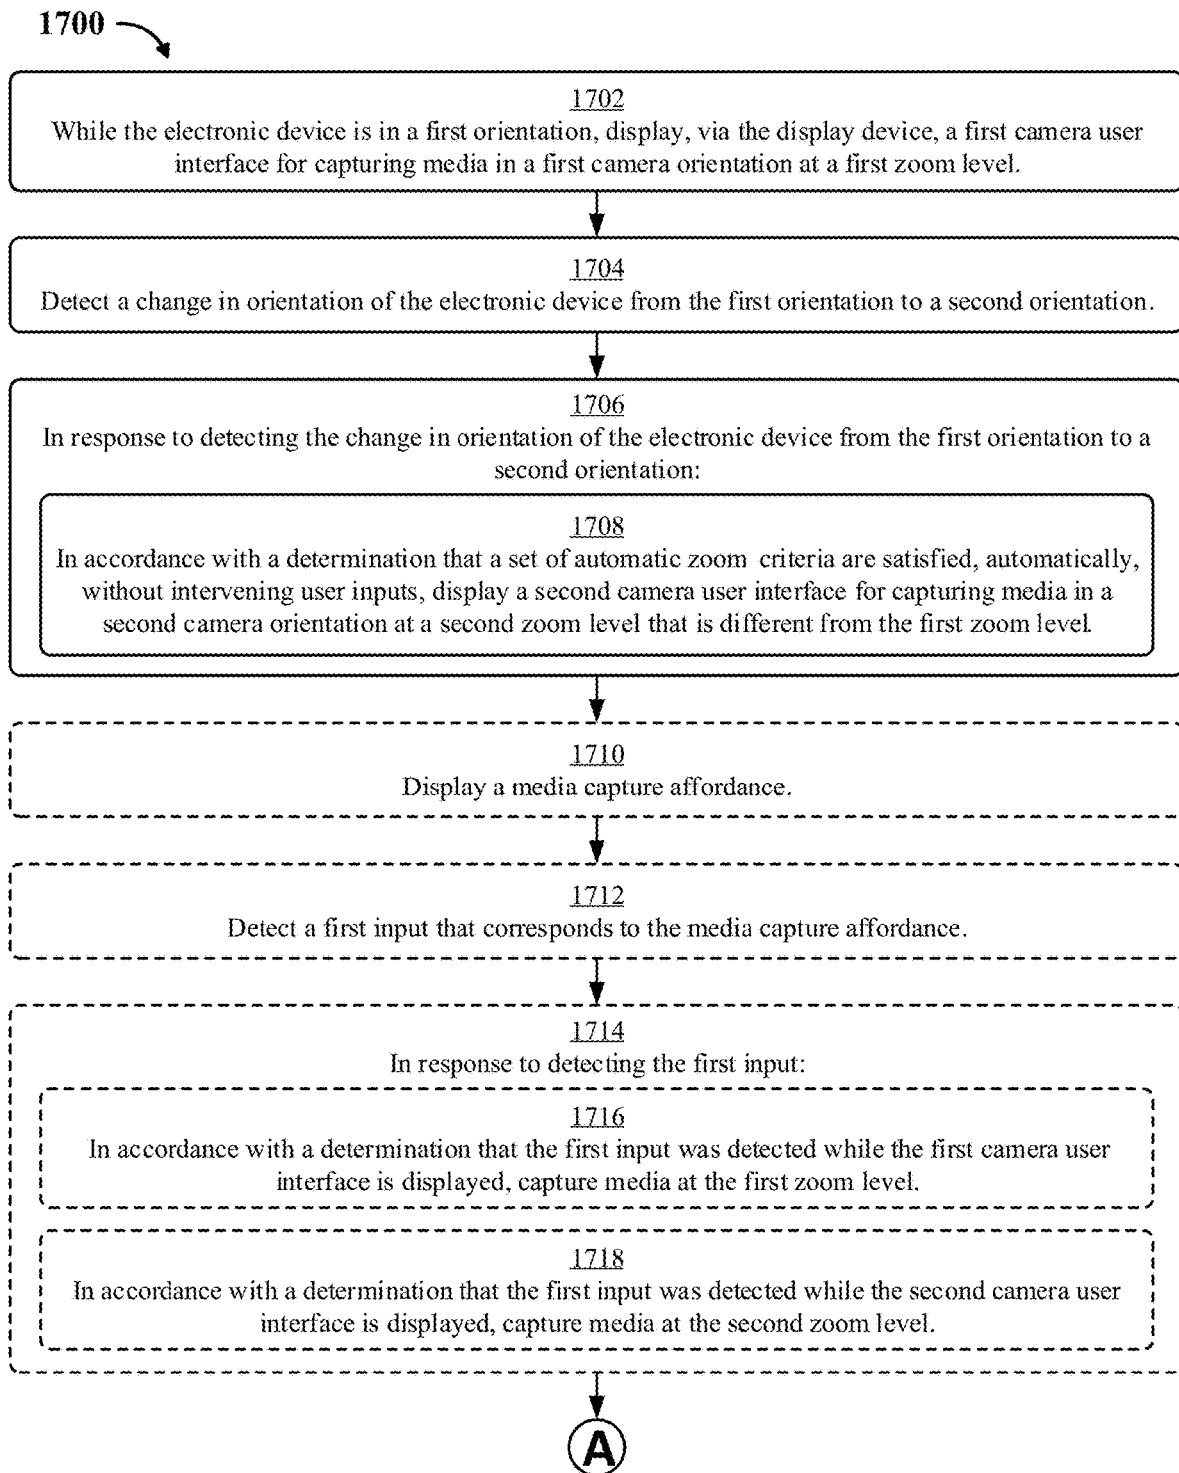 1700
1702
While the electronic device is in a first orientation, display, via the display device, a first camera user
interface for capturing media in a first camera orientation at a first zoom level.
1704
Detect a change in orientation of the electronic device from the first orientation to a second orientation.
1706
In response to detecting the change in orientation of the electronic device from the first orientation to a
second orientation:
1708
In accordance with a determination that a set of automatic zoom criteria are satisfied, automatically,
without intervening user inputs, display a second camera user interface for capturing media in a
second camera orientation at a second zoom level that is different from the first zoom level.
1710
Display a media capture affordance.
1712
Detect a first input that corresponds to the media capture affordance.
1714
In response to detecting the first input:
1716
In accordance with a determination that the first input was detected while the first camera user
interface is displayed, capture media at the first zoom level.
1718
In accordance with a determination that the first input was detected while the second camera user
interface is displayed, capture media at the second zoom level.
A